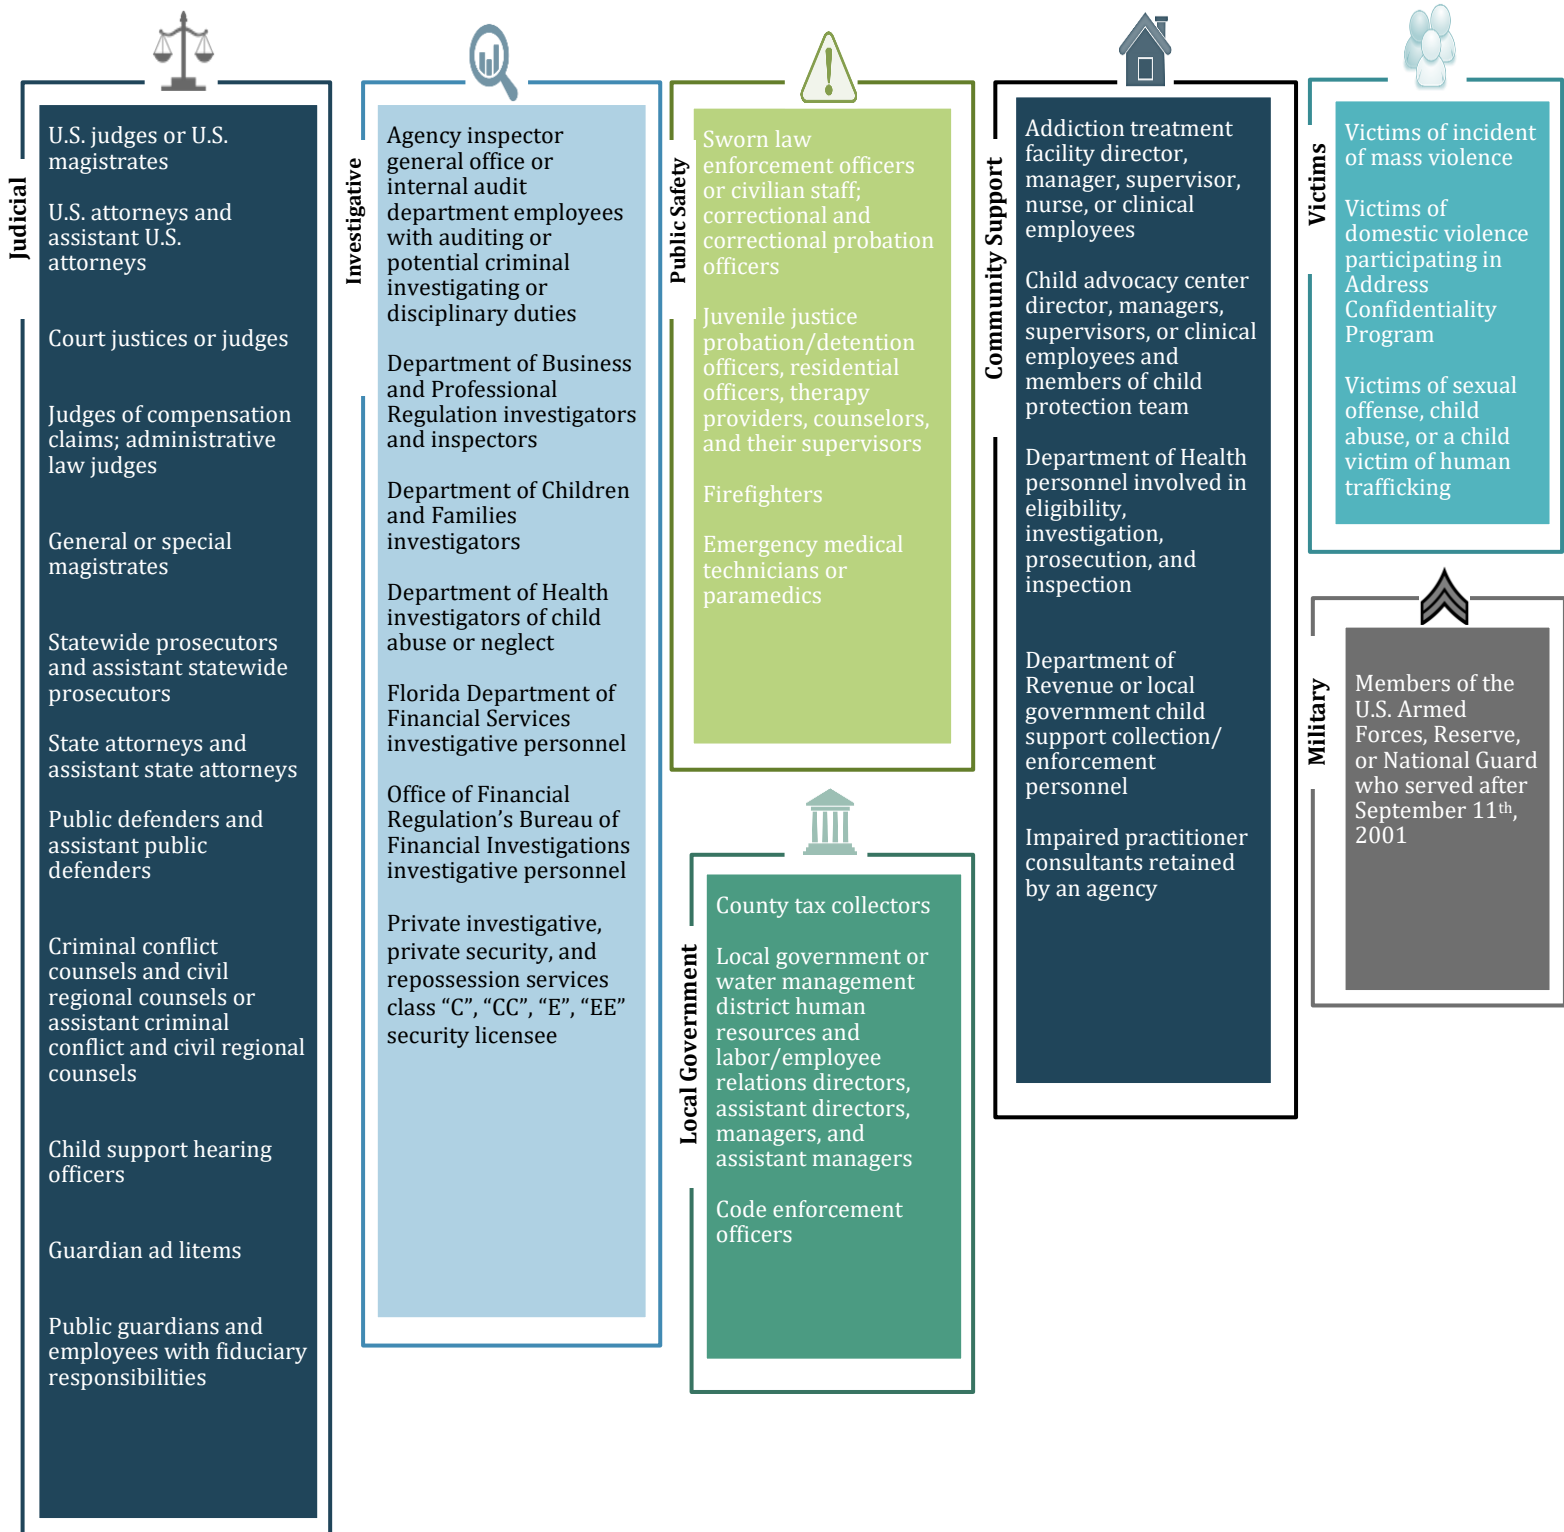 Judicial
U.S. judges or U.S.
magistrates
U.S. attorneys and
assistant U.S.
attorneys
Court justices or judges
Judges of compensation
claims; administrative
law judges
General or special
magistrates
Statewide prosecutors
and assistant statewide
prosecutors
State attorneys and
assistant state attorneys
Public defenders and
assistant public
defenders
Criminal conflict
counsels and civil
regional counsels or
assistant criminal
conflict and civil regional
counsels
Child support hearing
officers
Guardian ad litems
Public guardians and
employees with fiduciary
responsibilities
Investigative
Agency inspector
general office or
internal audit
department employees
with auditing or
potential criminal
investigating or
disciplinary duties
Department of Business
and Professional
Regulation investigators
and inspectors
Department of Children
and Families
investigators
Department of Health
investigators of child
abuse or neglect
Florida Department of
Financial Services
investigative personnel
Office of Financial
Regulation’s Bureau of
Financial Investigations
investigative personnel
Private investigative,
private security, and
repossession services
class “C”, “CC”, “E”, “EE”
security licensee
Public Safety
Sworn law
enforcement officers
or civilian staff;
correctional and
correctional probation
officers
Juvenile justice
probation/detention
officers, residential
officers, therapy
providers, counselors,
and their supervisors
Firefighters
Emergency medical
technicians or
paramedics
Local Government
County tax collectors
Local government or
water management
district human
resources and
labor/employee
relations directors,
assistant directors,
managers, and
assistant managers
Code enforcement
officers
Community Support
Addiction treatment
facility director,
manager, supervisor,
nurse, or clinical
employees
Child advocacy center
director, managers,
supervisors, or clinical
employees and
members of child
protection team
Department of Health
personnel involved in
eligibility,
investigation,
prosecution, and
inspection
Department of
Revenue or local
government child
support collection/
enforcement
personnel
Impaired practitioner
consultants retained
by an agency
Victims
Victims of incident
of mass violence
Victims of
domestic violence
participating in
Address
Confidentiality
Program
Victims of sexual
offense, child
abuse, or a child
victim of human
trafficking
Military
Members of the
U.S. Armed
Forces, Reserve,
or National Guard
who served after
September 11th,
2001